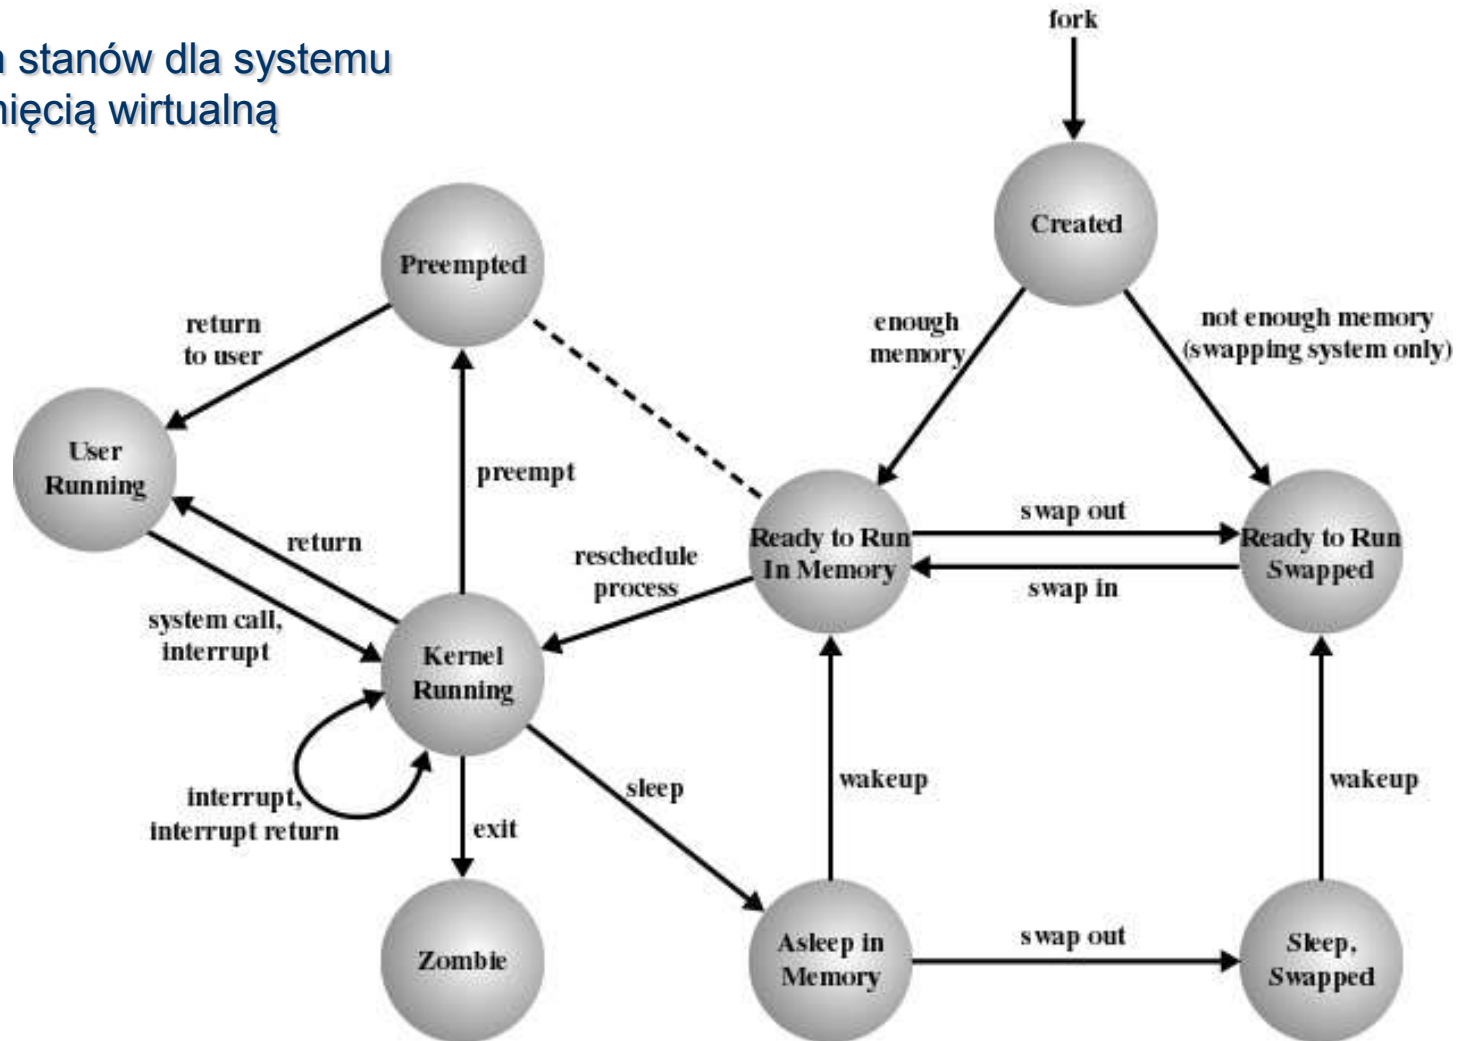 stanów dla systemu
wirtualną
fork
Created
Preempted
enough
memory
not enough memory
(swapping system only)
return
to user
User
Running
preempt
return
reschedule
process
Ready to Run
In Memory
swap out
swap in
Ready to Run
Swapped
system call,
interrupt
Kernel
Running
interrupt,
interrupt return
exit
sleep
wakeup
wakeup
Zombie
Asleep in
Memory
swap out
Sleep,
Swapped